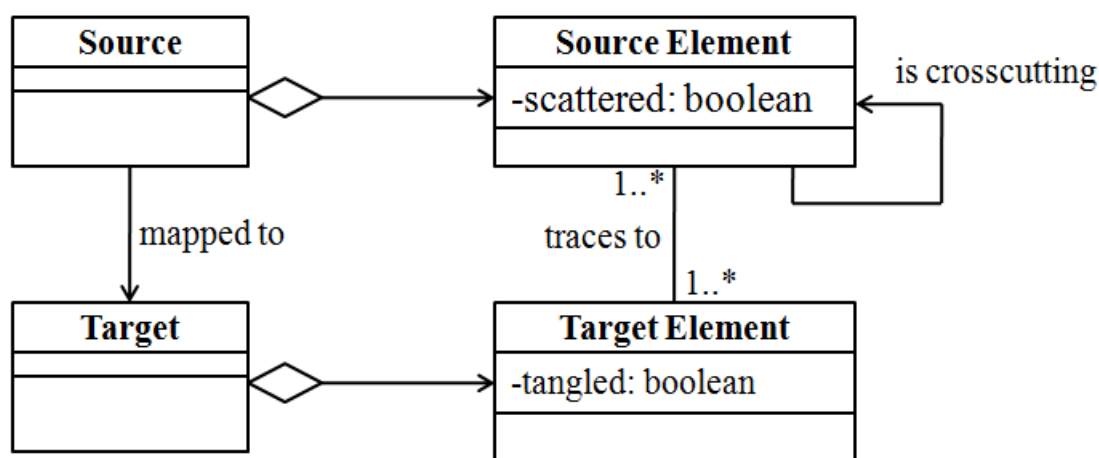 Source
Source Element
-scattered: boolean
is crosscutting
1..*
mapped to
traces to
1..*
Target
Target Element
-tangled: boolean